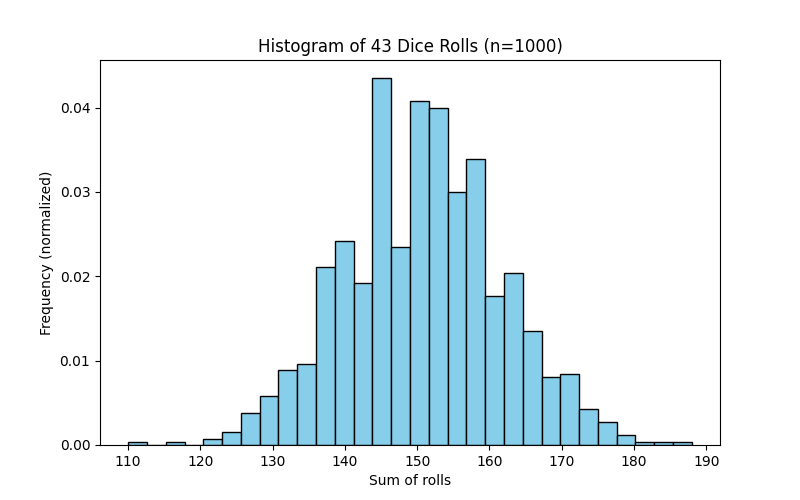 Histogram of 43 Dice Rolls (n=1000)
Frequency (normalized)
0.04
0.03
0.02
0.01
0.00
110 120 130 140 150 160 170 180 190
Sum of rolls